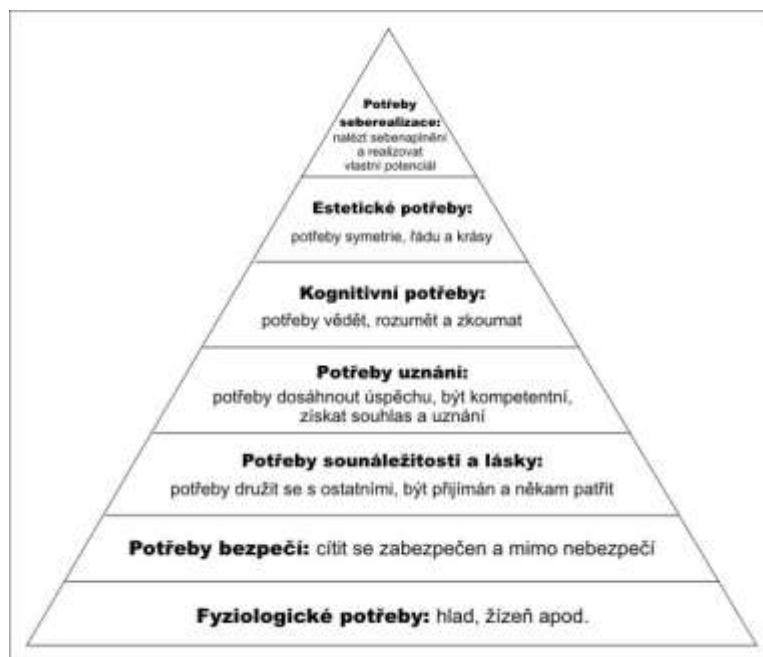 Potřeby
seberealizace:
nalézt sebenaplnění
a realizovat
vlastní potenciál
Estetické potřeby:
potřeby symetrie, řádu a krásy
Kognitivní potřeby:
potřeby vědět, rozumět a zkoumat
Potřeby uznání:
potřeby dosáhnout úspěchu, být kompetentní,
získat souhlas a uznání
Potřeby sounáležitosti a lásky:
potřeby družit se s ostatními, být přijímán a někam patřit
Potřeby bezpečí: cítit se zabezpečen a mimo nebezpečí
Fyziologické potřeby: hlad, žízeň apod.